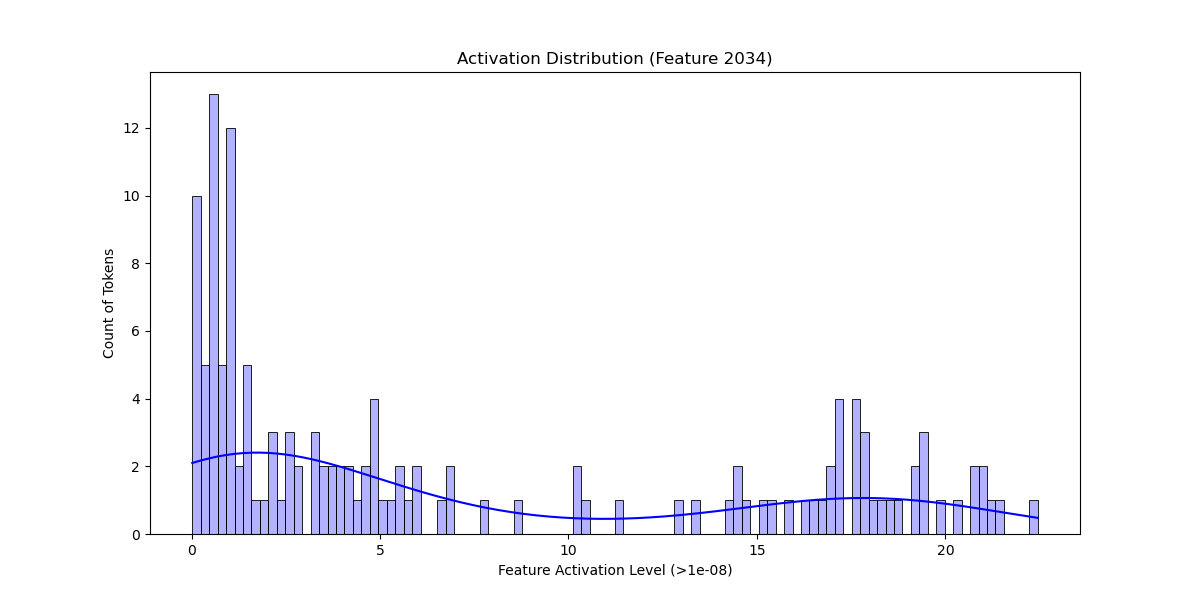 Activation Distribution (Feature 2034)
12
10
8
6
4
2
0
Count of Tokens
0 5 10 15 20
Feature Activation Level (>1e-08)